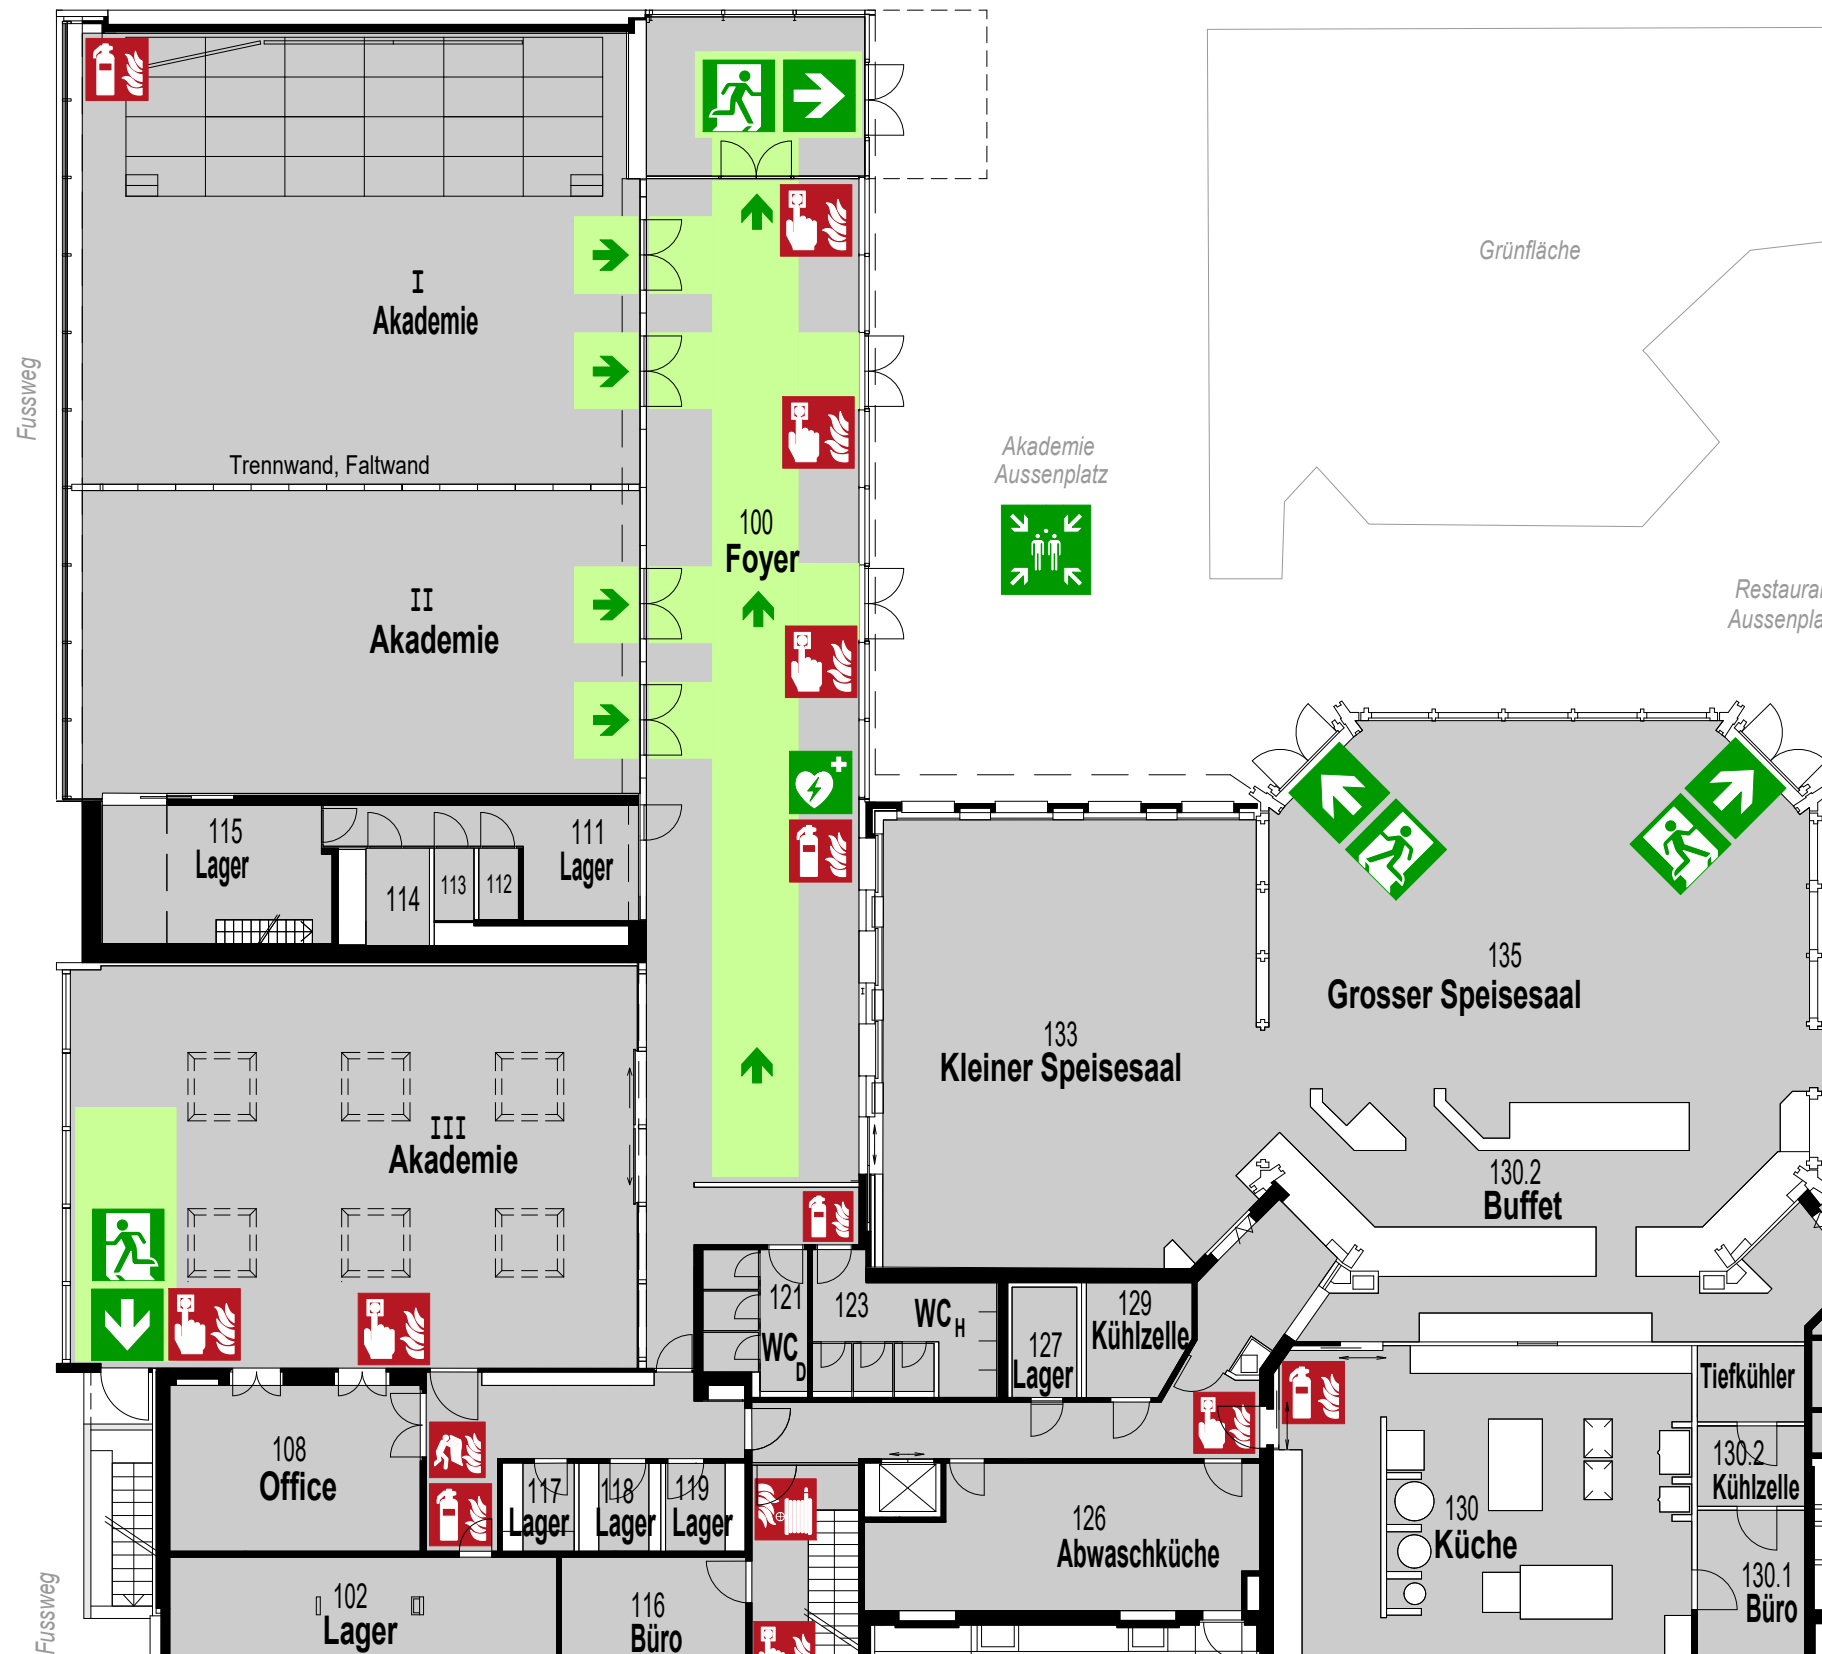 Grünfläche
I
Akademie
Fussweg
Trennwand, Faltwand
Akademie
Aussenplatz
100
Foyer
II
Akademie
Aussenpla
115
Lager
111
Lager
114
113
112
135
Grosser Speisesaal
133
Kleiner Speisesaal
III
Akademie
130.2
Buffet
121
WC D
123
WC H
127
Lager
129
Kühlzelle
Tiefkühler
108
Office
117
Lager
118
Lager
119
Lager
126
Abwaschküche
130
Küche
130.2
Kühlzelle
130.1
Büro
102
Lager
116
Büro
Fussweg